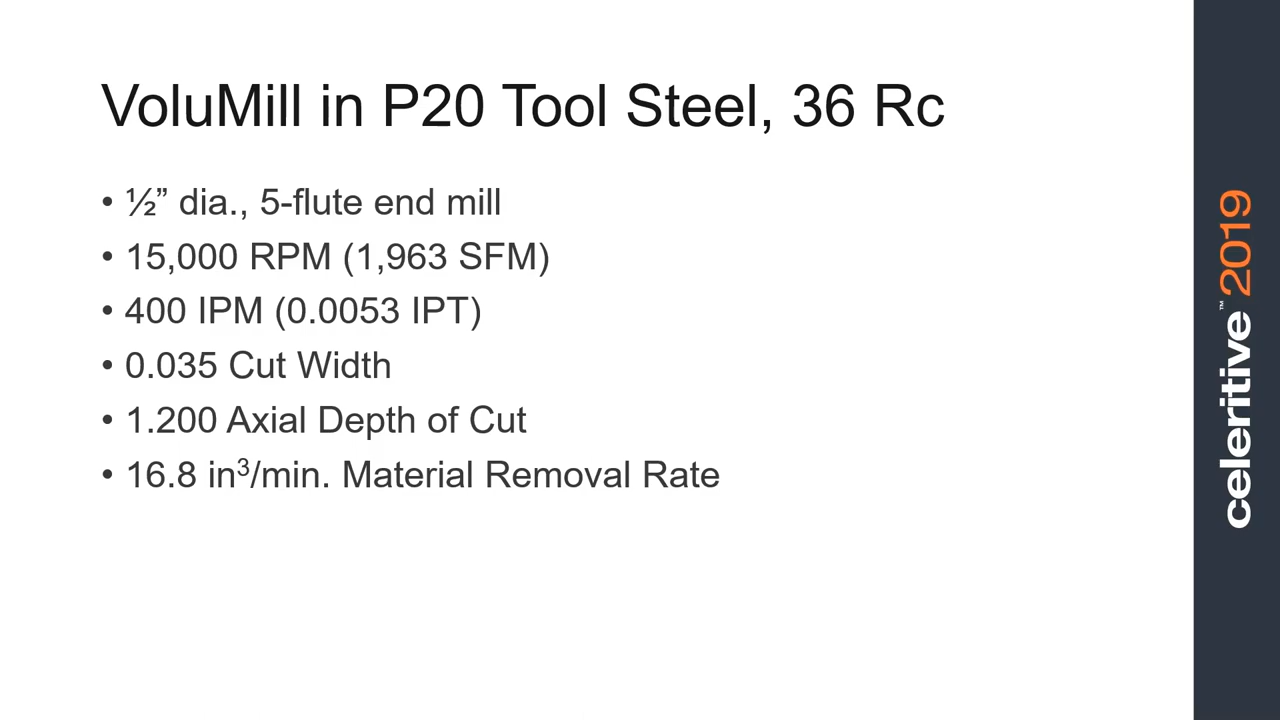 VoluMill in P20 Tool Steel, 36 Rc
• ½” dia., 5-flute end mill
• 15,000 RPM (1,963 SFM)
• 400 IPM (0.0053 IPT)
• 0.035 Cut Width
• 1.200 Axial Depth of Cut
• 16.8 in³/min. Material Removal Rate
celeritive™ 2019